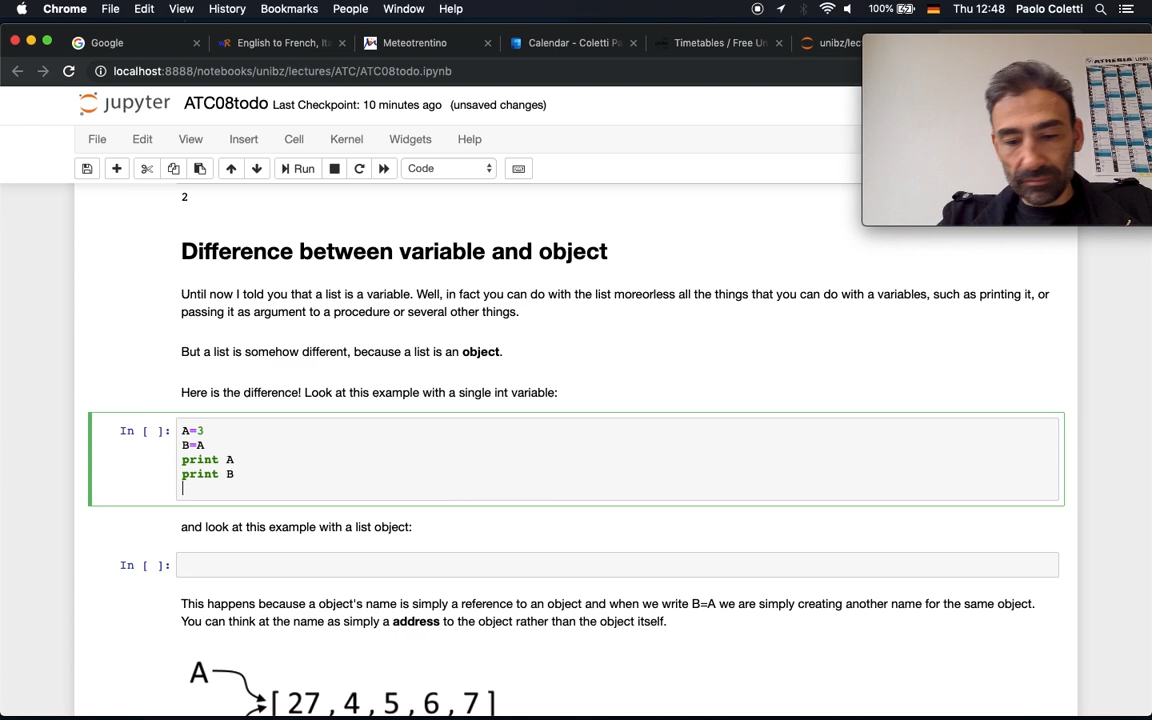 Chrome File Edit View History Bookmarks People Window Help 100% Thu 12:48 Paolo Coletti
Google English to French, Ita Meteotrentino Calendar - Coletti Pa Timetables / Free Un unibz/lec
localhost:8888/notebooks/unibz/lectures/ATC/ATC08todo.ipynb
jupyter ATC08todo Last Checkpoint: 10 minutes ago (unsaved changes)
File Edit View Insert Cell Kernel Widgets Help
Run Code
2
Difference between variable and object
Until now I told you that a list is a variable. Well, in fact you can do with the list moreorless all the things that you can do with a variables, such as printing it, or
passing it as argument to a procedure or several other things.
But a list is somehow different, because a list is an object.
Here is the difference! Look at this example with a single int variable:
In [ ]: A=3
B=A
print A
print B
and look at this example with a list object:
In [ ]:
This happens because a object's name is simply a reference to an object and when we write B=A we are simply creating another name for the same object.
You can think at the name as simply a address to the object rather than the object itself.
A
[ 27 , 4 , 5 , 6 , 7 ]